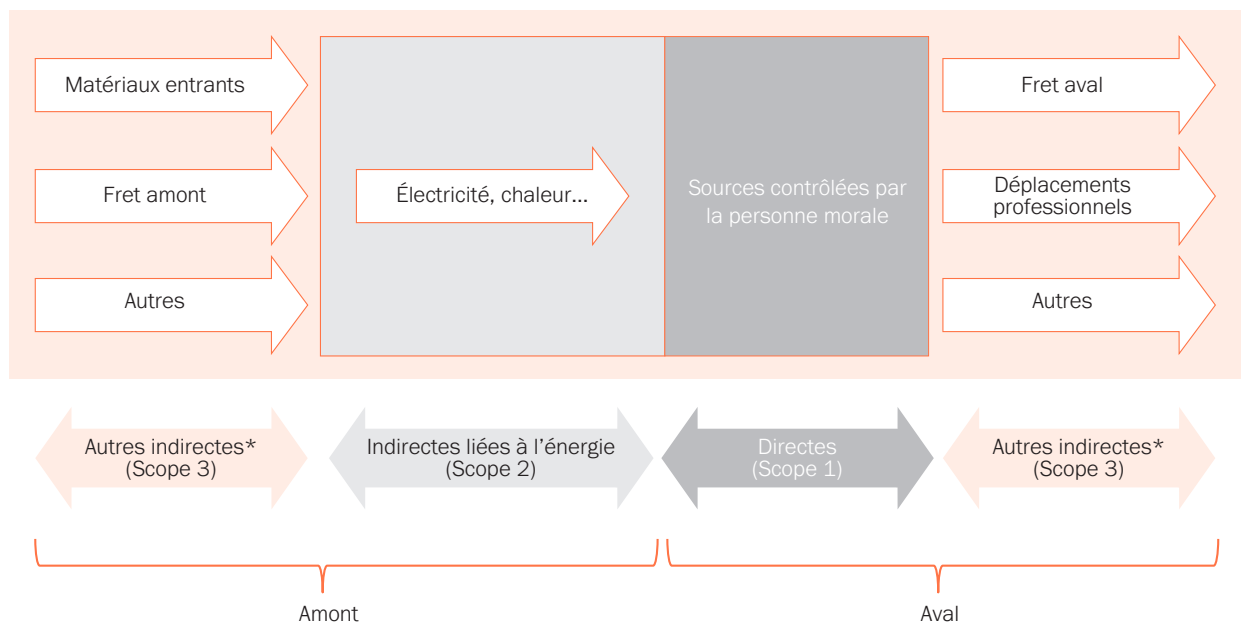 Matériaux entrants
Fret amont
Autres
Électricité, chaleur...
Sources contrôlées par
la personne morale
Fret aval
Déplacements
professionnels
Autres
Autres indirectes*
(Scope 3)
Indirectes liées à l'énergie
(Scope 2)
Directes
(Scope 1)
Autres indirectes*
(Scope 3)
Amont
Aval